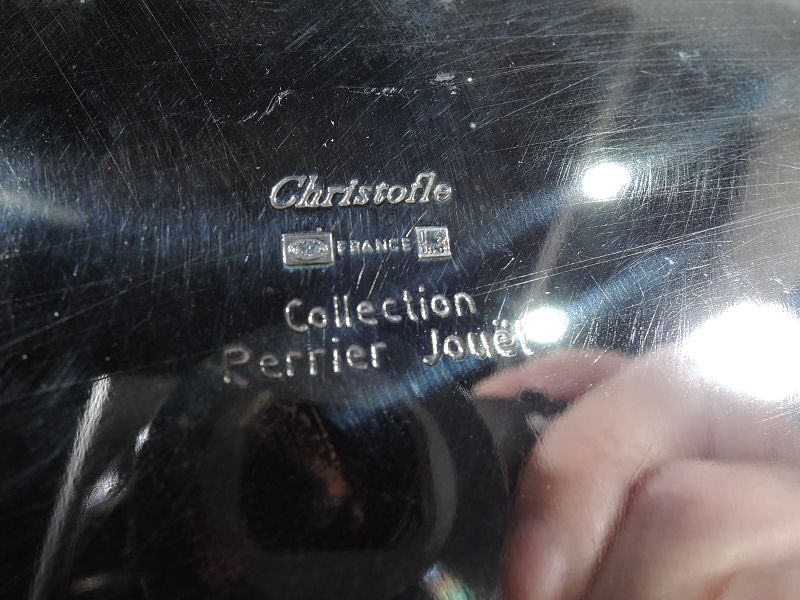 Christofle
FRANCE
Collection
Perrier Jouët